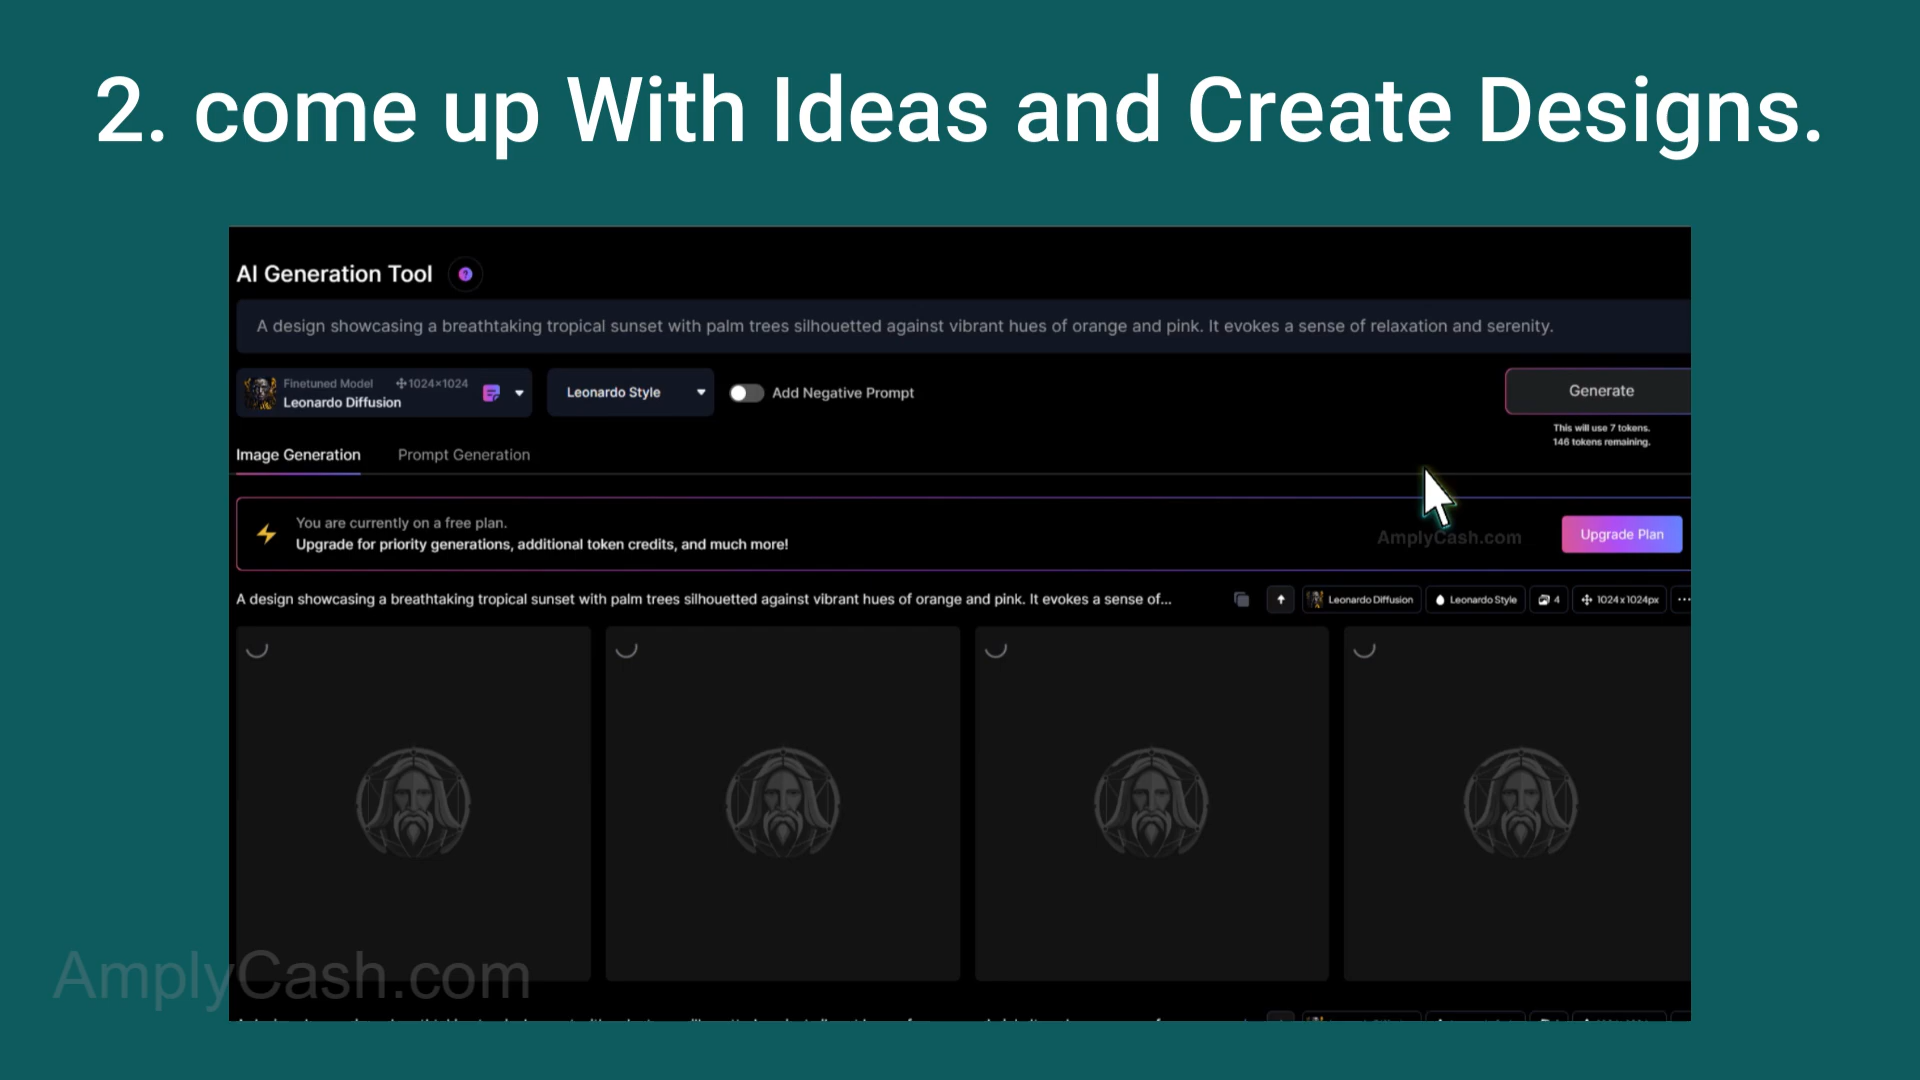 2. come up With Ideas and Create Designs.
AI Generation Tool
?
A design showcasing a breathtaking tropical sunset with palm trees silhouetted against vibrant hues of orange and pink. It evokes a sense of relaxation and serenity.
Finetuned Model 1024×1024
Leonardo Diffusion
Leonardo Style
Add Negative Prompt
Generate
This will use 7 tokens.
146 tokens remaining.
Image Generation
Prompt Generation
You are currently on a free plan.
Upgrade for priority generations, additional token credits, and much more!
AmplyCash.com
Upgrade Plan
A design showcasing a breathtaking tropical sunset with palm trees silhouetted against vibrant hues of orange and pink. It evokes a sense of...
Leonardo Diffusion
Leonardo Style
4
1024x1024px
AmplyCash.com